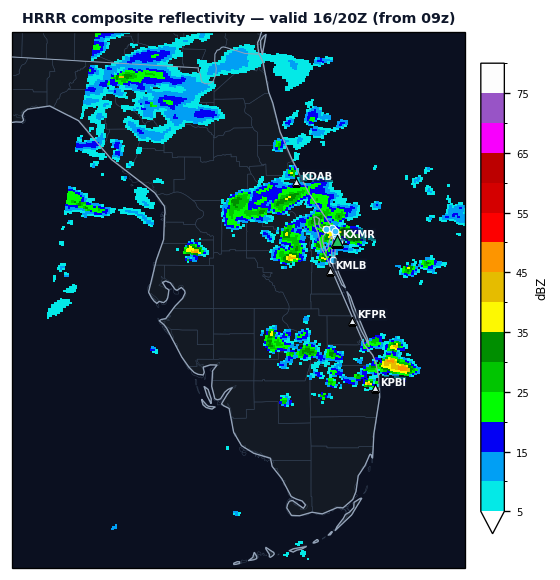 HRRR composite reflectivity — valid 16/20Z (from 09z)
KDAB
KXMR
KMLB
KFPR
KPBI
75
65
55
45
35
25
15
5
dBZ